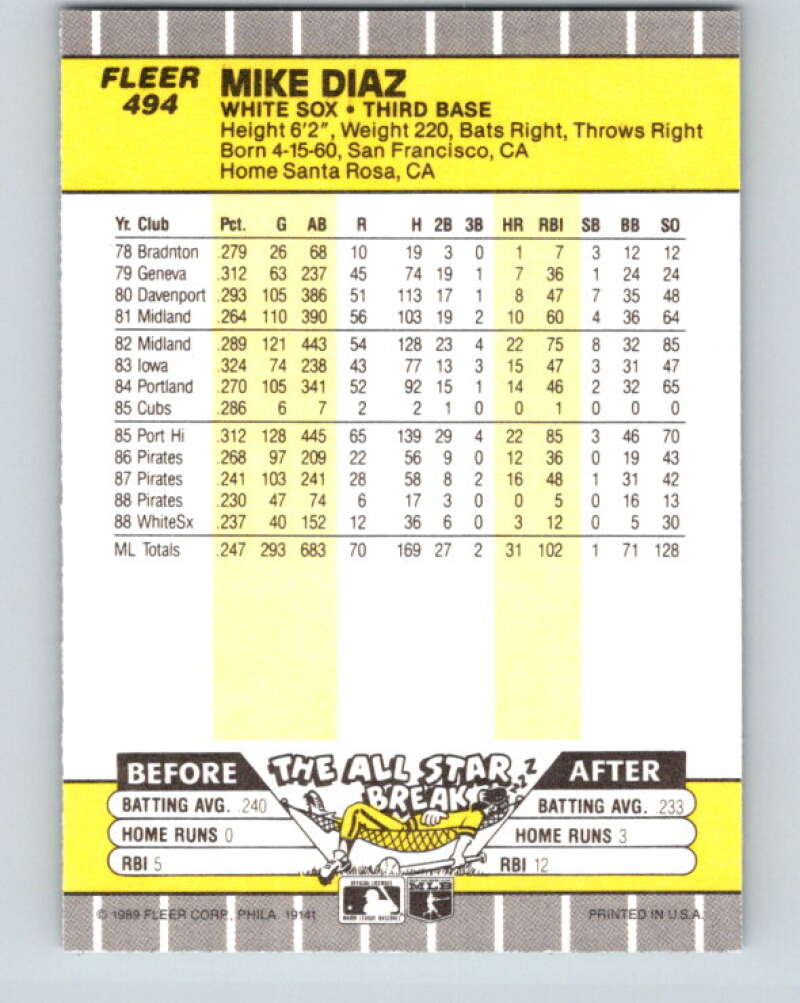 FLEER
494
MIKE DIAZ
WHITE SOX • THIRD BASE
Height 6'2", Weight 220, Bats Right, Throws Right
Born 4-15-60, San Francisco, CA
Home Santa Rosa, CA
Yr. Club Pct. G AB R H 2B 3B HR RBI SB BB SO
78 Bradnton .279 26 68 10 19 3 0 1 7 3 12 12
79 Geneva .312 63 237 45 74 19 1 7 36 1 24 24
80 Davenport .293 105 386 51 113 17 1 8 47 7 35 48
81 Midland .264 110 390 56 103 19 2 10 60 4 36 64
82 Midland .289 121 443 54 128 23 4 22 75 8 32 85
83 Iowa .324 74 238 43 77 13 3 15 47 3 31 47
84 Portland .270 105 341 52 92 15 1 14 46 2 32 65
85 Cubs .286 6 7 2 2 1 0 0 1 0 0 0
85 Port Hi .312 128 445 65 139 29 4 22 85 3 46 70
86 Pirates .268 97 209 22 56 9 0 12 36 0 19 43
87 Pirates .241 103 241 28 58 8 2 16 48 1 31 42
88 Pirates .230 47 74 6 17 3 0 0 5 0 16 13
88 WhiteSx .237 40 152 12 36 6 0 3 12 0 5 30
ML Totals .247 293 683 70 169 27 2 31 102 1 71 128
BEFORE THE ALL STAR BREAK zzZ AFTER
BATTING AVG. .240 BATTING AVG. .233
HOME RUNS 0 HOME RUNS 3
RBI 5 RBI 12
MLB
© 1989 FLEER CORP., PHILA. 19141 PRINTED IN U.S.A.